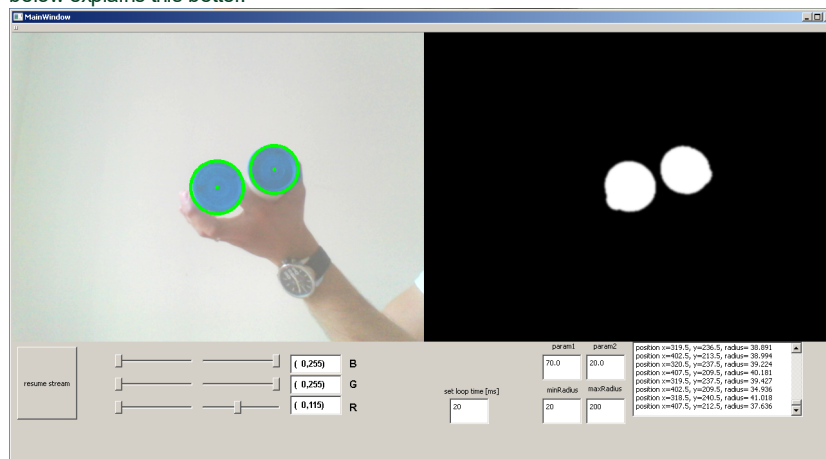 below explains this better.
MainWindow
resume stream
( 0,255) B
( 0,255) G
( 0,115) R
set loop time [ms]
20
param1 param2
70.0 20.0
minRadius maxRadius
20 200
position x=319.5, y=236.5, radius= 38.891
position x=402.5, y=213.5, radius= 38.994
position x=320.5, y=237.5, radius= 39.224
position x=407.5, y=209.5, radius= 40.181
position x=319.5, y=237.5, radius= 39.427
position x=402.5, y=209.5, radius= 34.936
position x=318.5, y=240.5, radius= 41.018
position x=407.5, y=212.5, radius= 37.636